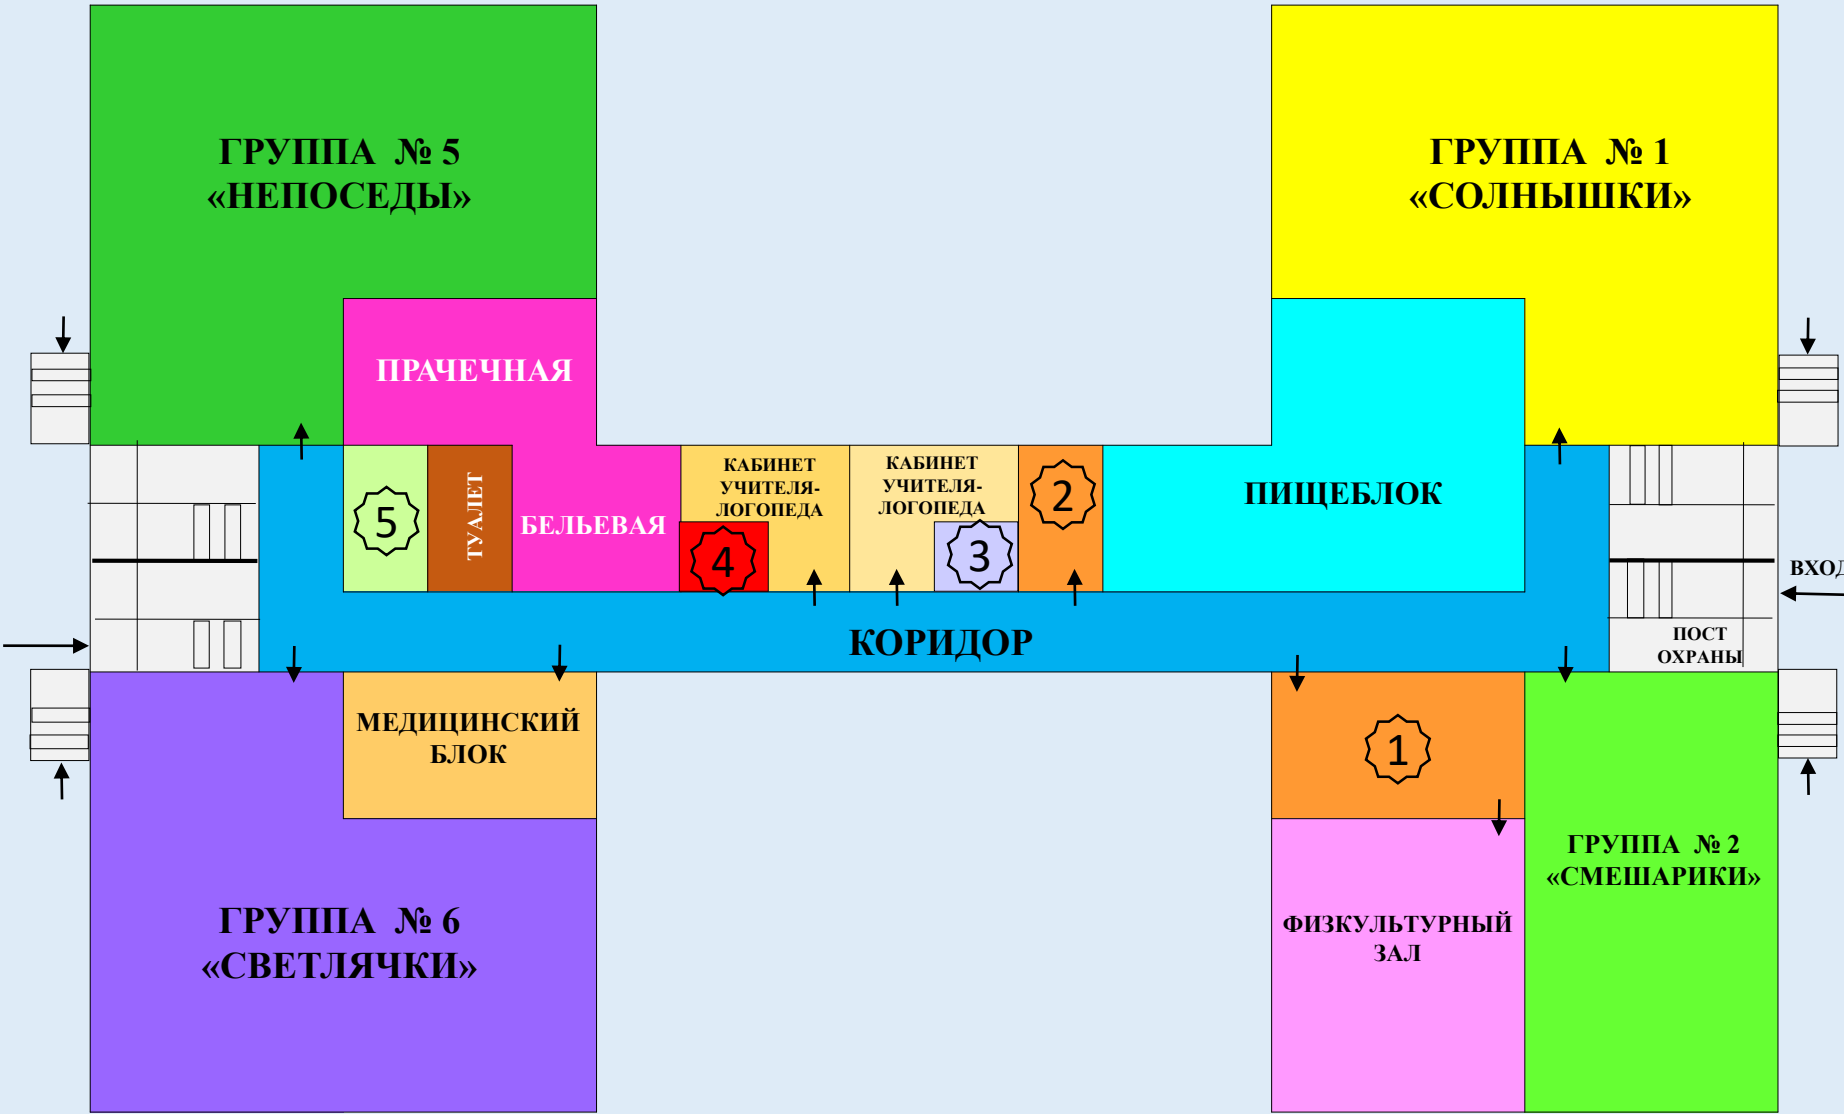 ГРУППА № 5
«НЕПОСЕДЫ»
ГРУППА № 1
«СОЛНЫШКИ»
ПРАЧЕЧНАЯ
5
ТУАЛЕТ
БЕЛЬЕВАЯ
КАБИНЕТ
УЧИТЕЛЯ-
ЛОГОПЕДА
4
КАБИНЕТ
УЧИТЕЛЯ-
ЛОГОПЕДА
3
2
ПИЩЕБЛОК
ВХОД
КОРИДОР
ПОСТ
ОХРАНЫ
МЕДИЦИНСКИЙ
БЛОК
1
ГРУППА № 6
«СВЕТЛЯЧКИ»
ФИЗКУЛЬТУРНЫЙ
ЗАЛ
ГРУППА № 2
«СМЕШАРИКИ»